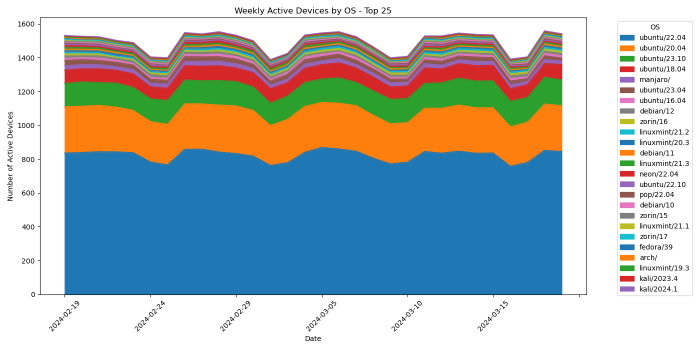 Weekly Active Devices by OS - Top 25
Number of Active Devices
1600
1400
1200
1000
800
600
400
200
0
2024-02-19
2024-02-24
2024-02-29
2024-03-05
2024-03-10
2024-03-15
Date
OS
ubuntu/22.04
ubuntu/20.04
ubuntu/23.10
ubuntu/18.04
manjaro/
ubuntu/23.04
ubuntu/16.04
debian/12
zorin/16
linuxmint/21.2
linuxmint/20.3
debian/11
linuxmint/21.3
neon/22.04
ubuntu/22.10
pop/22.04
debian/10
zorin/15
linuxmint/21.1
zorin/17
fedora/39
arch/
linuxmint/19.3
kali/2023.4
kali/2024.1